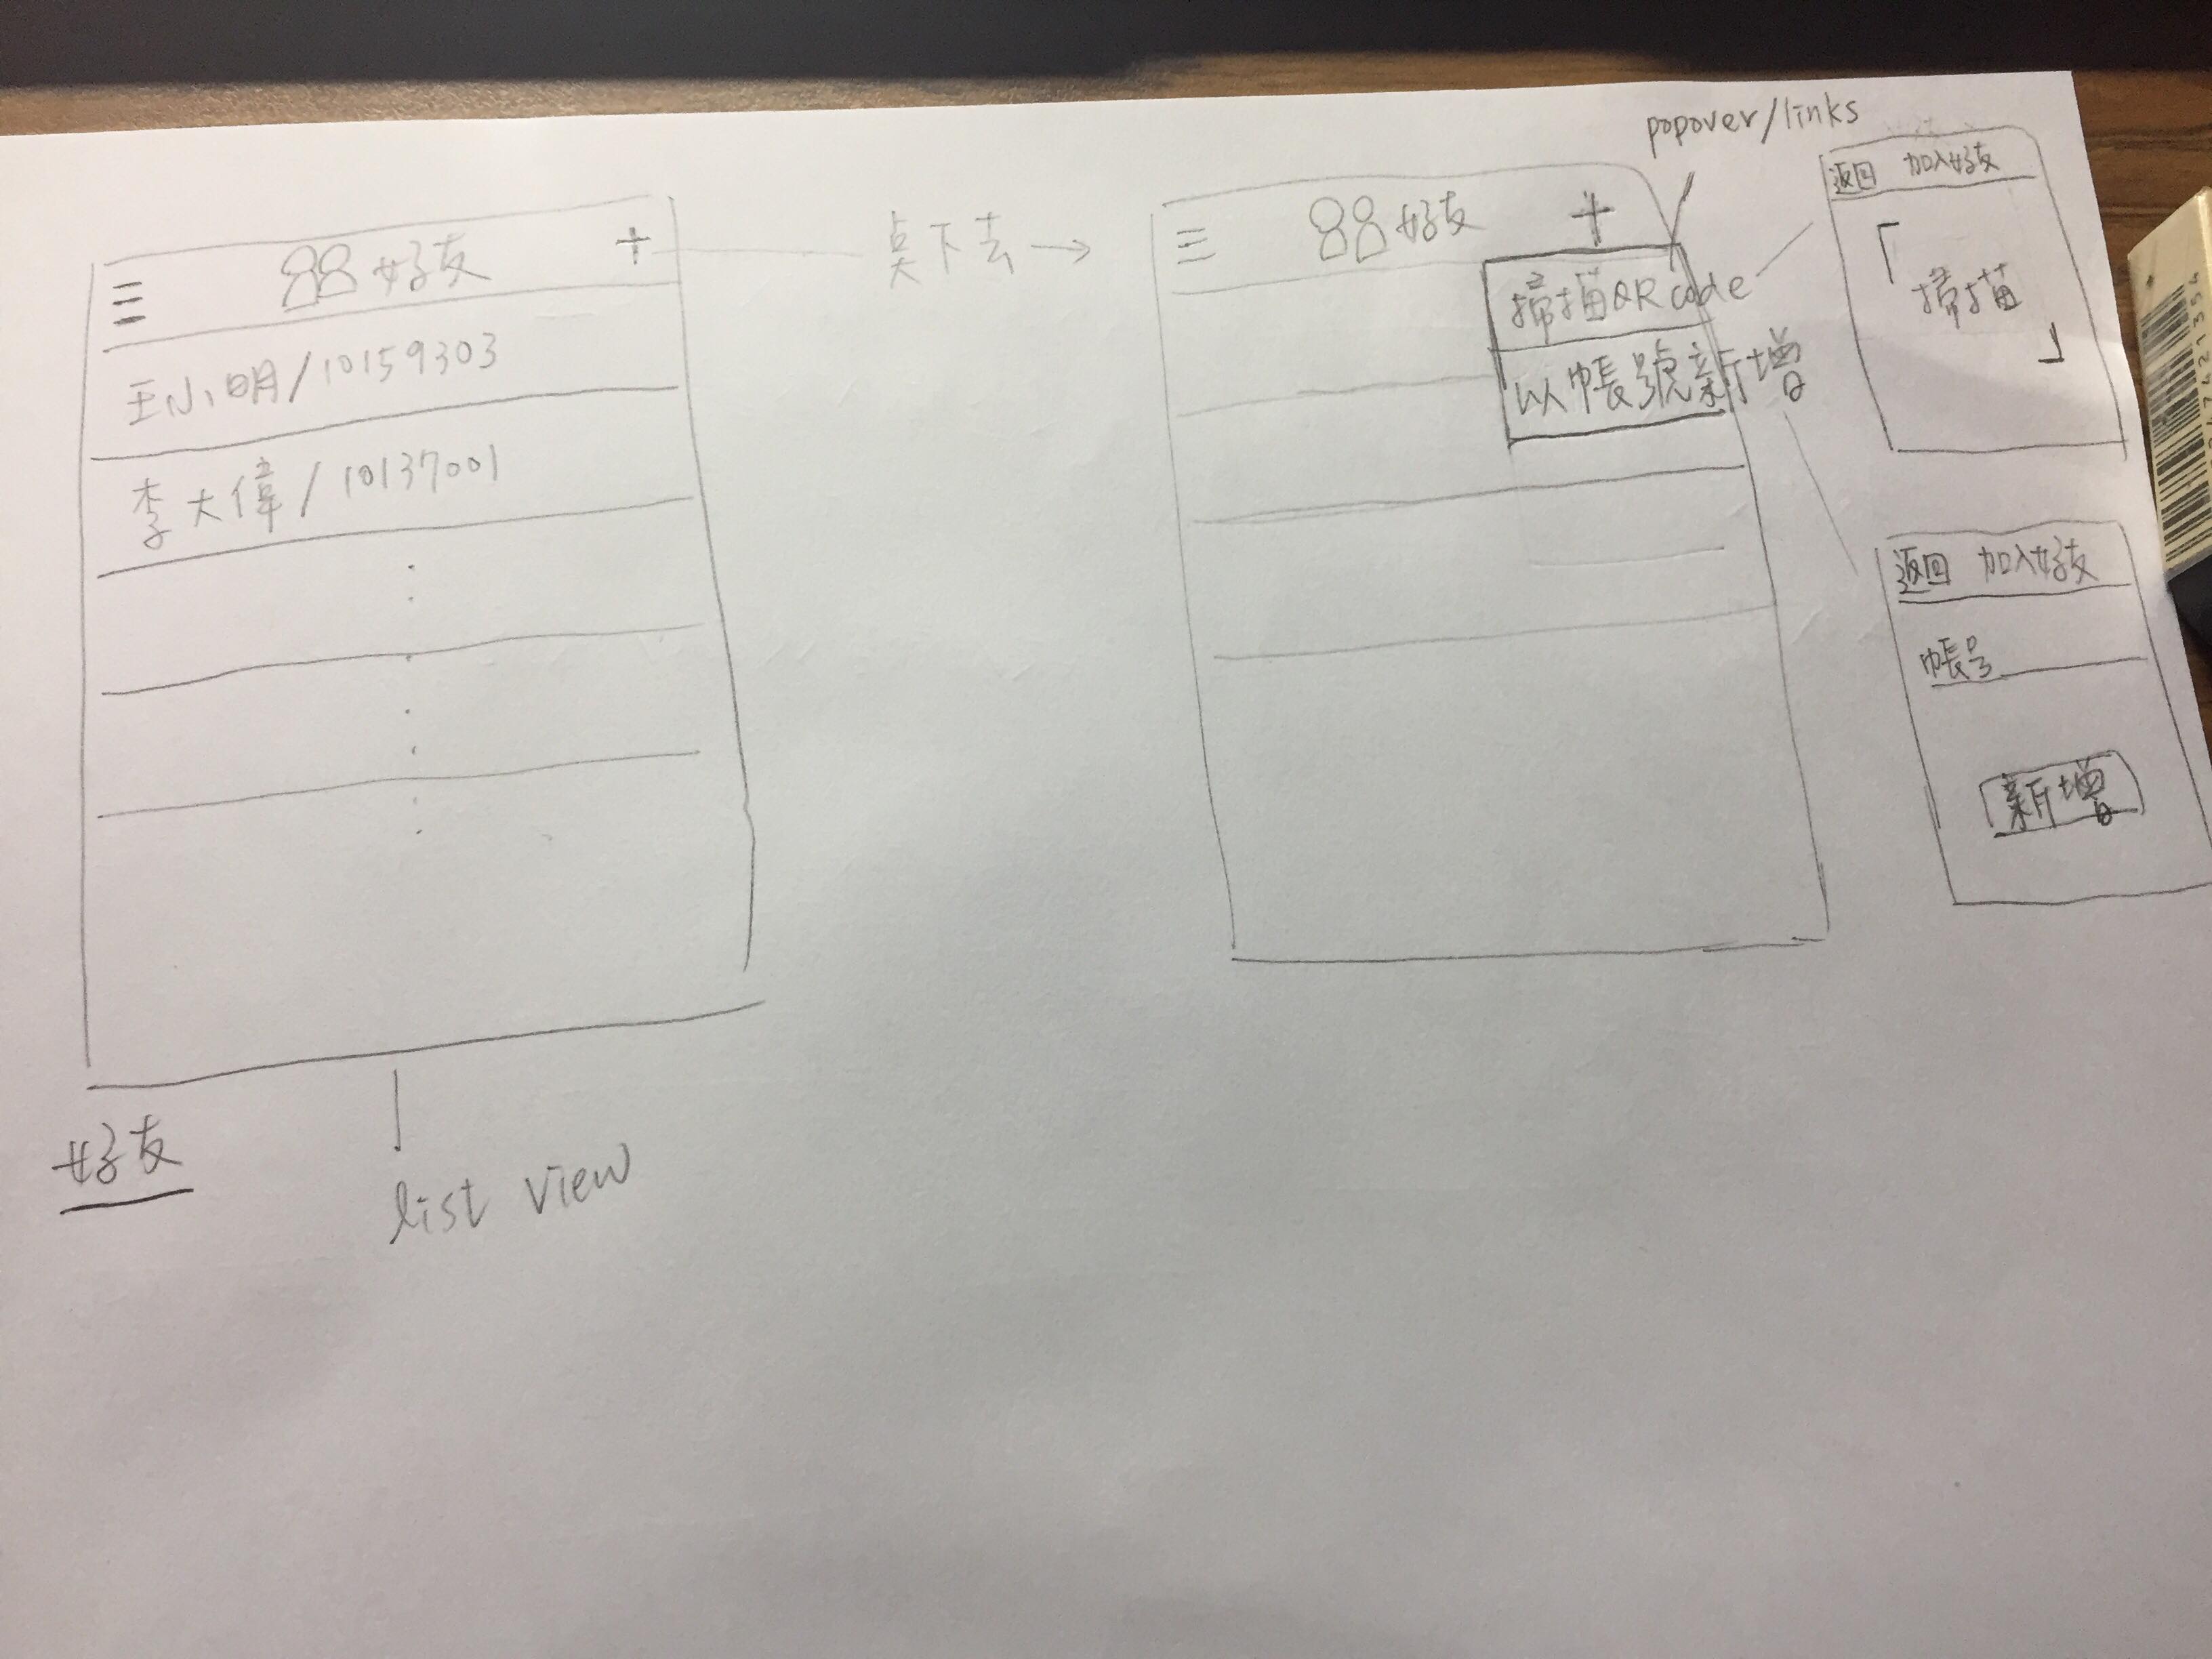 好友 +
王小明/10159303
李大偉/10137001
好友
list view
点下去 →
popover/links
好友 +
掃描QR code
以帳號新增
返回 加入好友
「掃描」
返回 加入好友
帳号
新增